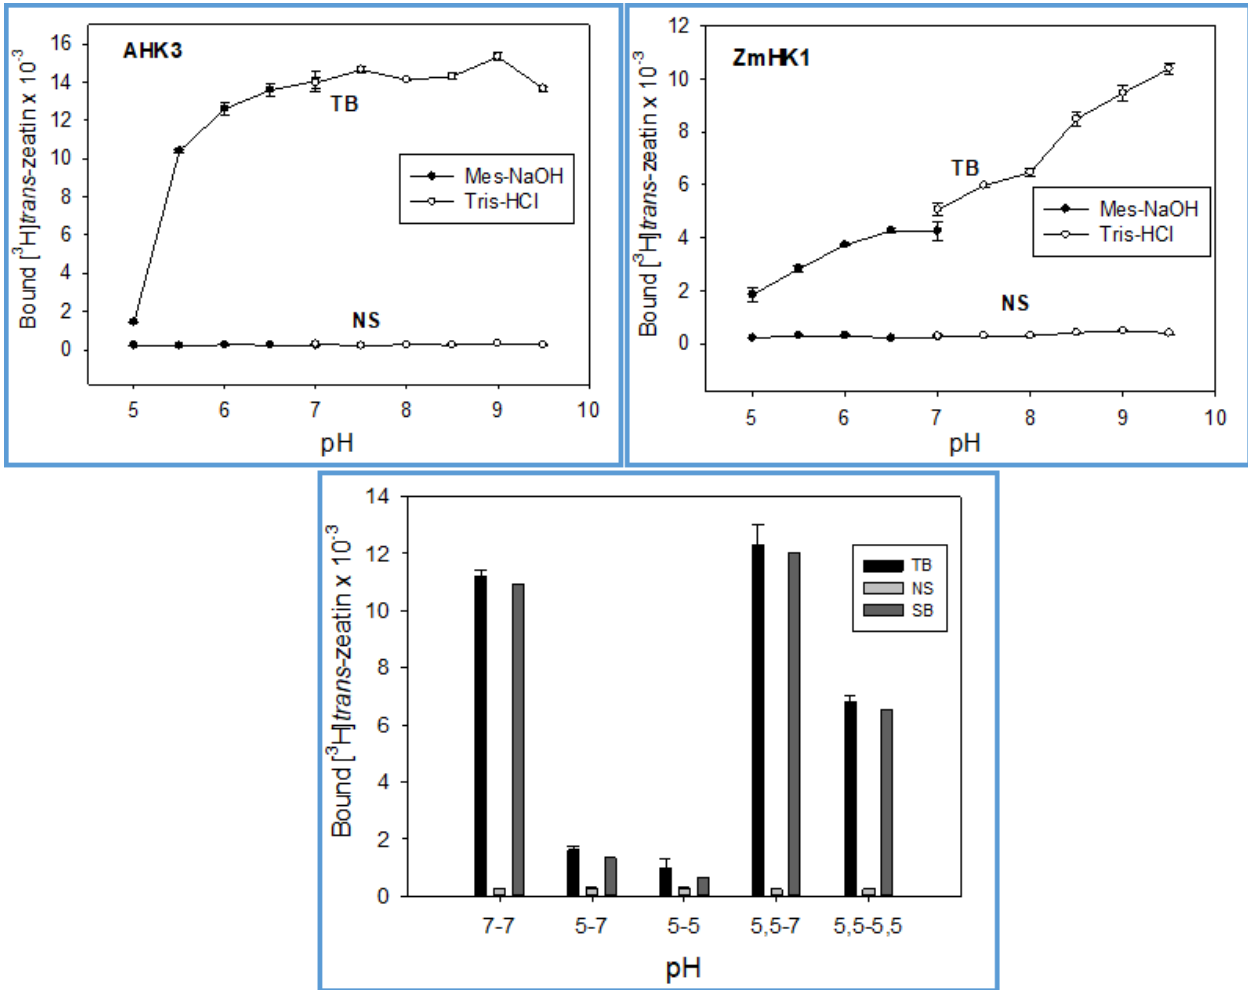 AHK3
Bound [³H]trans-zeatin x 10⁻³
16
14
12
10
8
6
4
2
0
TB
Mes-NaOH
Tris-HCl
NS
5 6 7 8 9 10
pH
ZmHK1
Bound [³H]trans-zeatin x 10⁻³
12
10
8
6
4
2
0
TB
Mes-NaOH
Tris-HCl
NS
5 6 7 8 9 10
pH
Bound [³H]trans-zeatin x 10⁻³
14
12
10
8
6
4
2
0
TB
NS
SB
7-7 5-7 5-5 5,5-7 5,5-5,5
pH